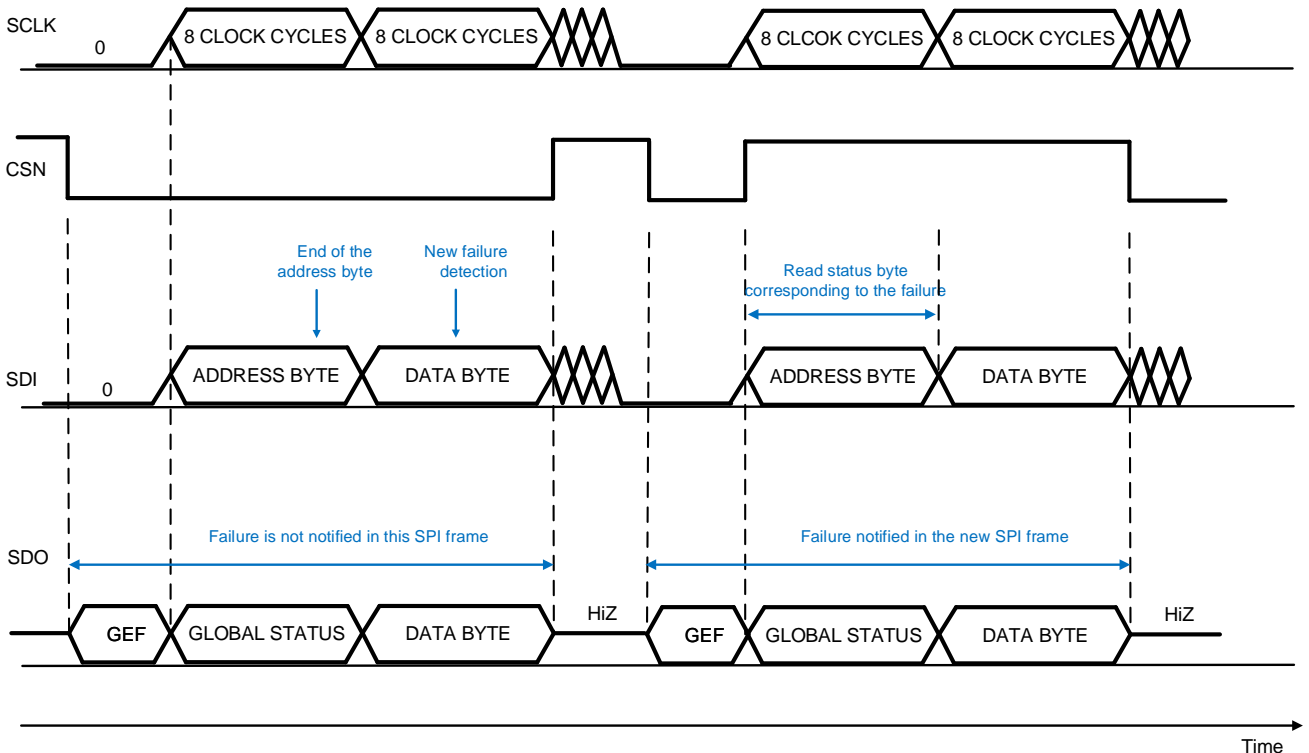 SCLK
0
8 CLOCK CYCLES
8 CLOCK CYCLES
8 CLCOK CYCLES
8 CLOCK CYCLES
CSN
End of the
address byte
New failure
detection
Read status byte
corresponding to the failure
SDI
0
ADDRESS BYTE
DATA BYTE
ADDRESS BYTE
DATA BYTE
Failure is not notified in this SPI frame
Failure notified in the new SPI frame
SDO
GEF
GLOBAL STATUS
DATA BYTE
HiZ
GEF
GLOBAL STATUS
DATA BYTE
HiZ
Time